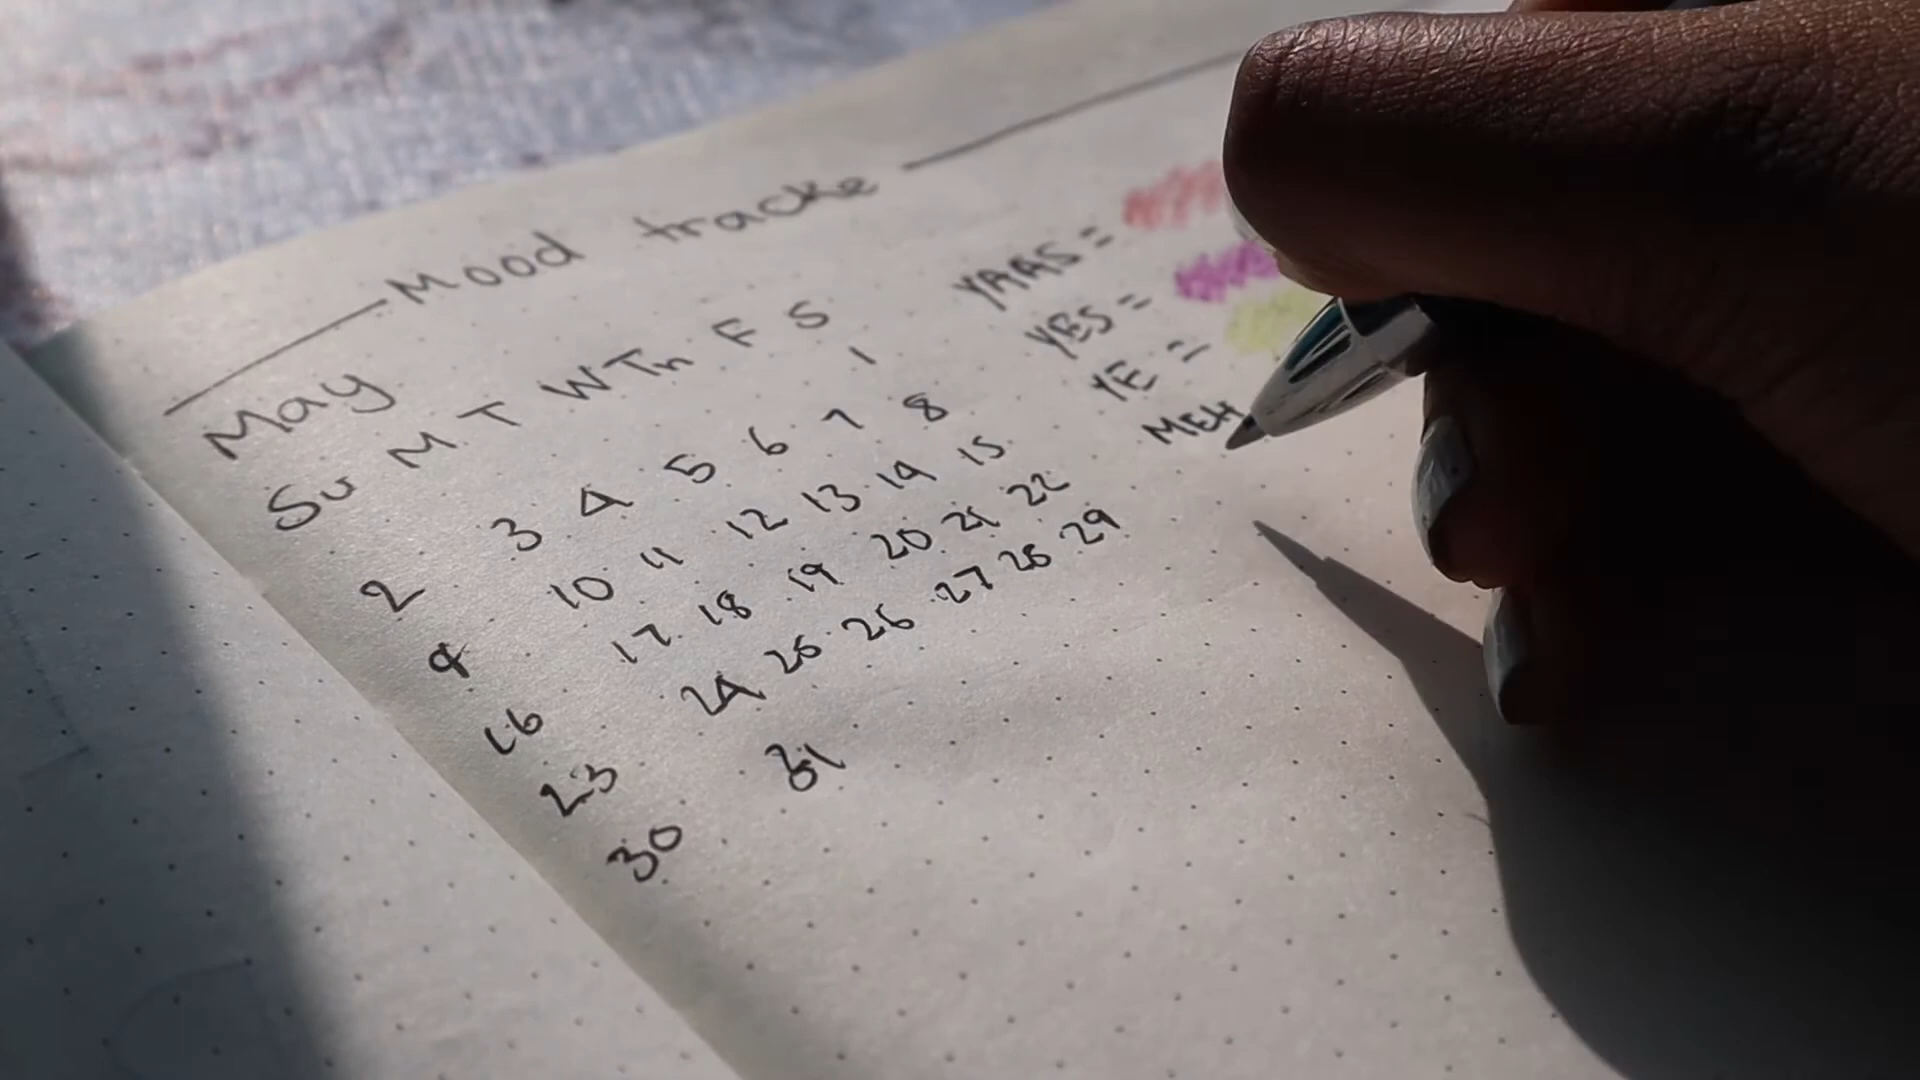 Mood tracke
May
Su M T W Th F S
1
2 3 4 5 6 7 8
9 10 11 12 13 14 15
16 17 18 19 20 21 22
23 24 25 26 27 28 29
30 31
YAAS =
YES =
YE =
MEH